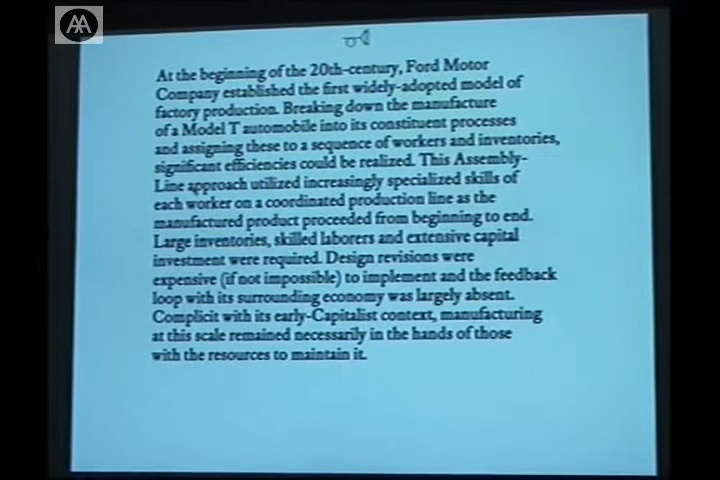 AA
At the beginning of the 20th-century, Ford Motor
Company established the first widely-adopted model of
factory production. Breaking down the manufacture
of a Model T automobile into its constituent processes
and assigning these to a sequence of workers and inventories,
significant efficiencies could be realized. This Assembly-
Line approach utilized increasingly specialized skills of
each worker on a coordinated production line as the
manufactured product proceeded from beginning to end.
Large inventories, skilled laborers and extensive capital
investment were required. Design revisions were
expensive (if not impossible) to implement and the feedback
loop with its surrounding economy was largely absent.
Complicit with its early-Capitalist context, manufacturing
at this scale remained necessarily in the hands of those
with the resources to maintain it.